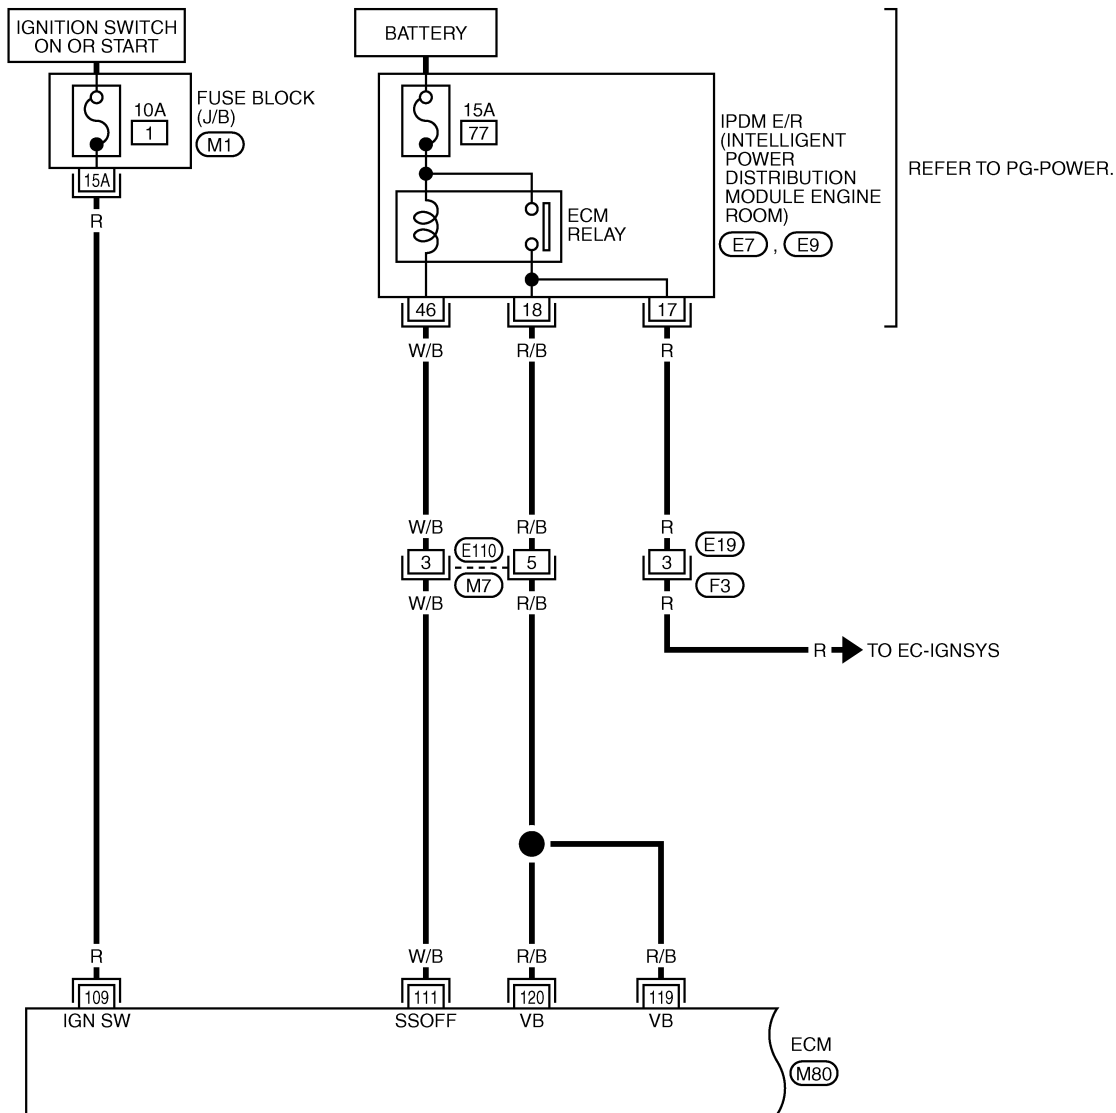 IGNITION SWITCH
ON OR START
BATTERY
10A
1
FUSE BLOCK
(J/B)
M1
15A
R
15A
77
ECM
RELAY
IPDM E/R
(INTELLIGENT
POWER
DISTRIBUTION
MODULE ENGINE
ROOM)
E7 , E9
REFER TO PG-POWER.
46
18
17
W/B
R/B
R
W/B
R/B
R
3
E110
M7
5
3
E19
F3
W/B
R/B
R
R
TO EC-IGNSYS
R
W/B
R/B
R/B
109
111
120
119
IGN SW
SSOFF
VB
VB
ECM
M80